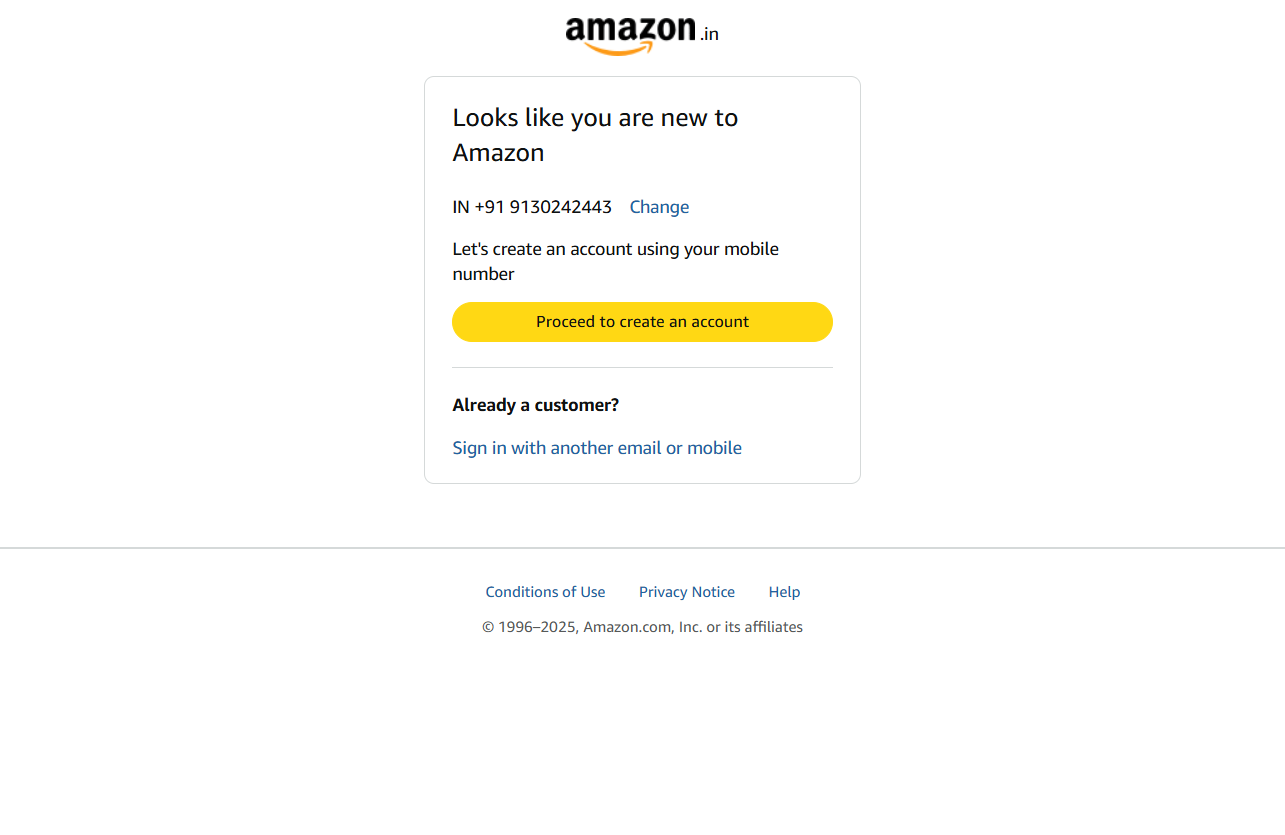 amazon.in
Looks like you are new to
Amazon
IN +91 9130242443 Change
Let's create an account using your mobile
number
Proceed to create an account
Already a customer?
Sign in with another email or mobile
Conditions of Use Privacy Notice Help
© 1996–2025, Amazon.com, Inc. or its affiliates